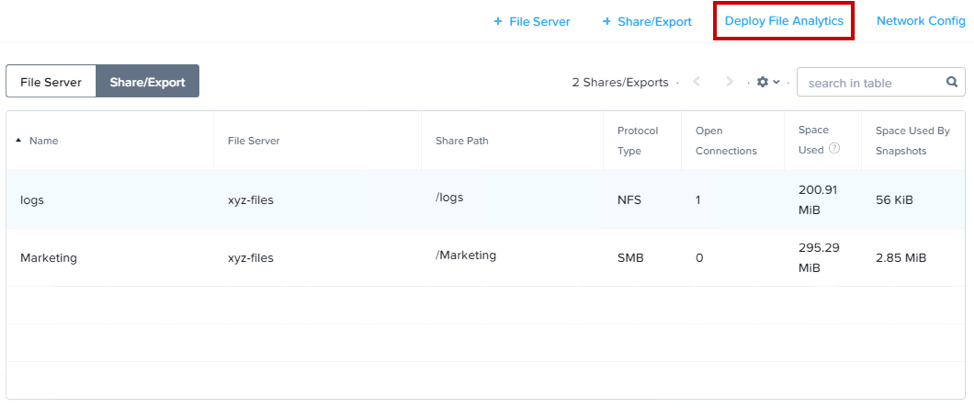 + File Server + Share/Export Deploy File Analytics Network Config
File Server Share/Export 2 Shares/Exports · < > · · search in table
Name File Server Share Path Protocol Type Open Connections Space Used ? Space Used By Snapshots
logs xyz-files /logs NFS 1 200.91 MiB 56 KiB
Marketing xyz-files /Marketing SMB 0 295.29 MiB 2.85 MiB